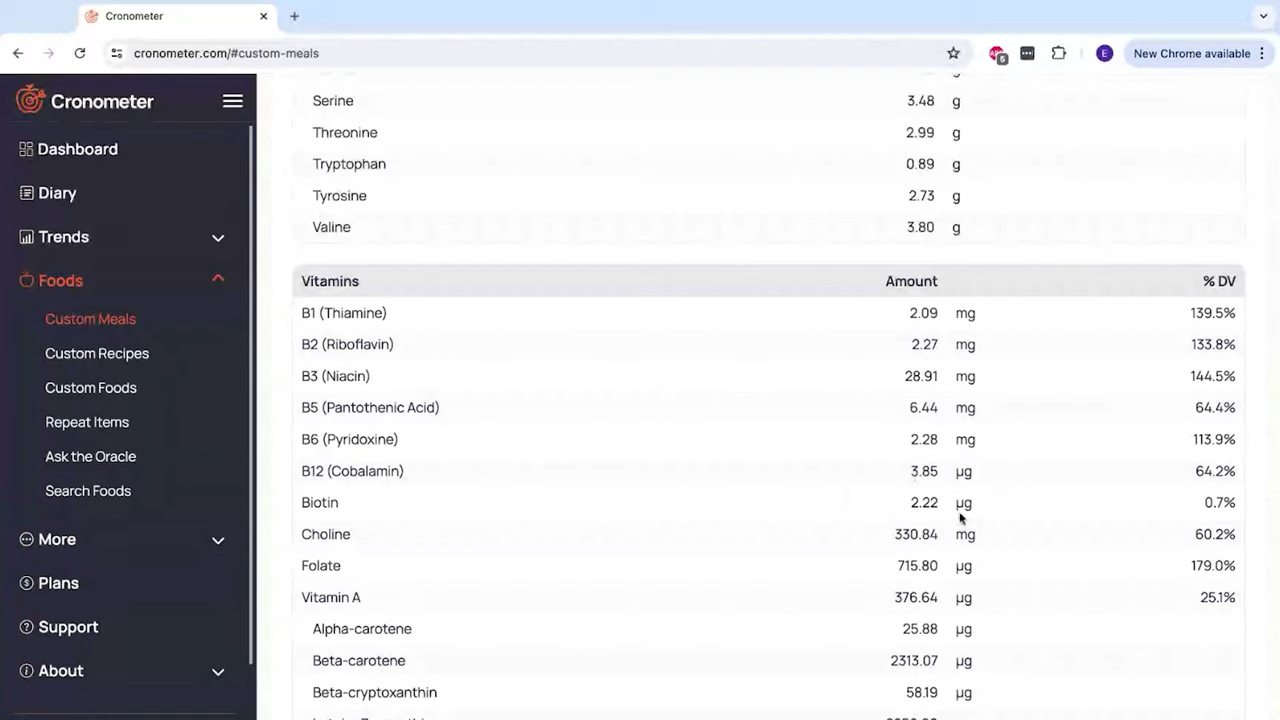 Cronometer
cronometer.com/#custom-meals
6
E
New Chrome available
Cronometer
Dashboard
Diary
Trends
Foods
Custom Meals
Custom Recipes
Custom Foods
Repeat Items
Ask the Oracle
Search Foods
More
Plans
Support
About
Serine 3.48 g
Threonine 2.99 g
Tryptophan 0.89 g
Tyrosine 2.73 g
Valine 3.80 g
Vitamins Amount % DV
B1 (Thiamine) 2.09 mg 139.5%
B2 (Riboflavin) 2.27 mg 133.8%
B3 (Niacin) 28.91 mg 144.5%
B5 (Pantothenic Acid) 6.44 mg 64.4%
B6 (Pyridoxine) 2.28 mg 113.9%
B12 (Cobalamin) 3.85 µg 64.2%
Biotin 2.22 µg 0.7%
Choline 330.84 mg 60.2%
Folate 715.80 µg 179.0%
Vitamin A 376.64 µg 25.1%
Alpha-carotene 25.88 µg
Beta-carotene 2313.07 µg
Beta-cryptoxanthin 58.19 µg